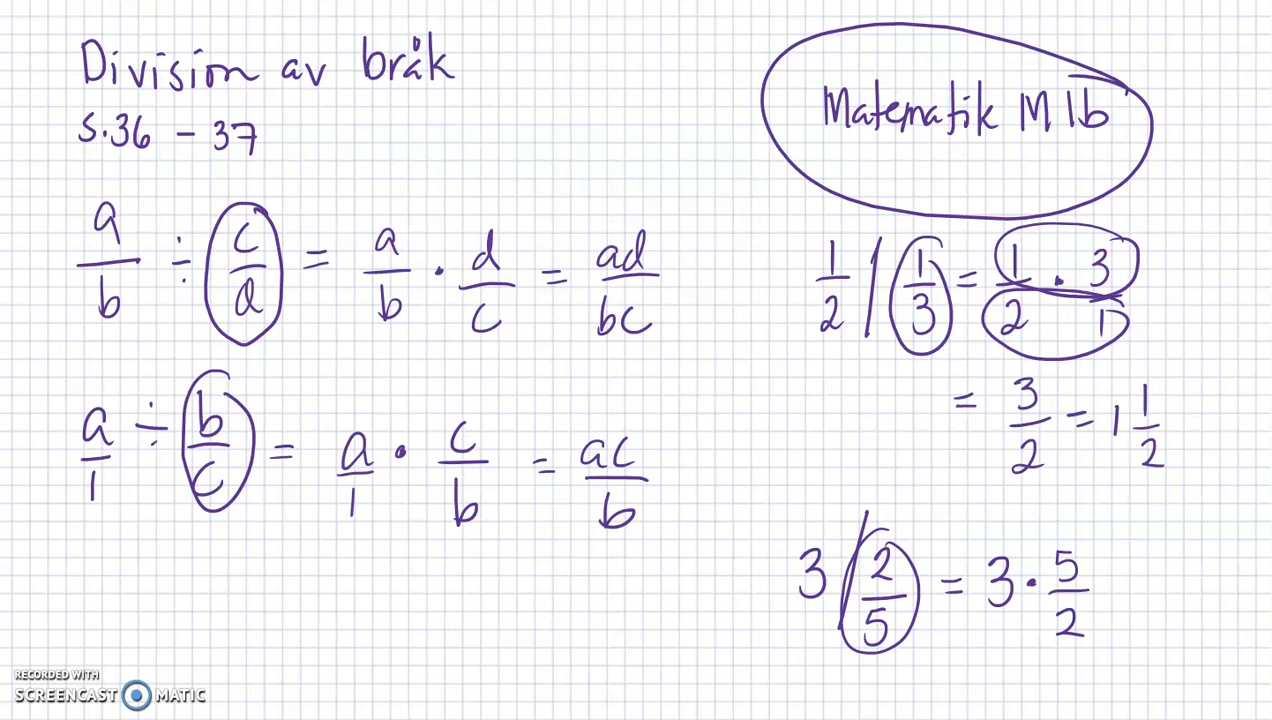 Division av bråk
s.36 - 37
Matematik M 1b
a/b ÷ c/d = a/b · d/c = ad/bc
a/1 ÷ b/c = a/1 · c/b = ac/b
1/2 / 1/3 = 1/2 · 3/1
= 3/2 = 1 1/2
3 / 2/5 = 3 · 5/2
RECORDED WITH
SCREENCAST MATIC